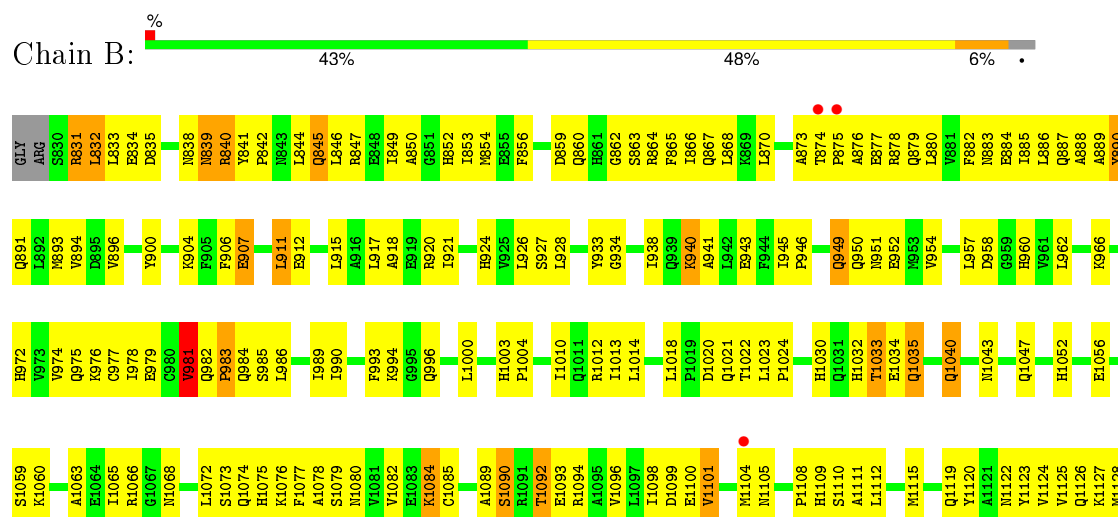 %
Chain B:
43% 48% 6% •
GLY ARG S830 R831 L832 L833 E834 D835 N838 N839 R840 Y841 P842 N843 L844 Q845 L846 R847 E848 I849 A850 G851 H852 I853 M854 E855 F856 D859 Q860 H861 G862 S863 R864 F865 I866 Q867 L868 K869 L870 A873 T874 P875 A876 E877 R878 Q879 L880 V881 F882 N883 E884 I885 L886 Q887 A888 A889
Q891 L892 M893 V894 D895 V896 Y900 K904 F905 F906 E907 L911 E912 L915 A916 L917 A918 E919 R920 I921 H924 V925 L926 S927 L928 Y933 G934 I938 Q939 K940 A941 L942 E943 F944 I945 P946 Q949 Q950 N951 E952 M953 V954 L957 D958 G959 H960 V961 L962 K966
H972 V973 V974 Q975 K976 C977 I978 E979 C980 V981 Q982 P983 Q984 S985 L986 I989 I990 F993 K994 G995 Q996 L1000 H1003 P1004 I1010 Q1011 R1012 I1013 L1014 L1018 P1019 D1020 Q1021 T1022 L1023 P1024 H1030 Q1031 H1032 T1033 E1034 Q1035 Q1040 N1043 Q1047 H1052 E1056
S1059 K1060 A1063 E1064 I1065 R1066 G1067 N1068 L1072 S1073 Q1074 H1075 K1076 F1077 A1078 S1079 N1080 V1081 V1082 E1083 K1084 C1085 A1089 S1090 R1091 T1092 E1093 R1094 A1095 V1096 L1097 I1098 D1099 E1100 V1101 M1104 N1105 P1108 H1109 S1110 A1111 L1112 M1115 Q1119 Y1120 A1121 N1122 Y1123 V1124 V1125 Q1126 K1127